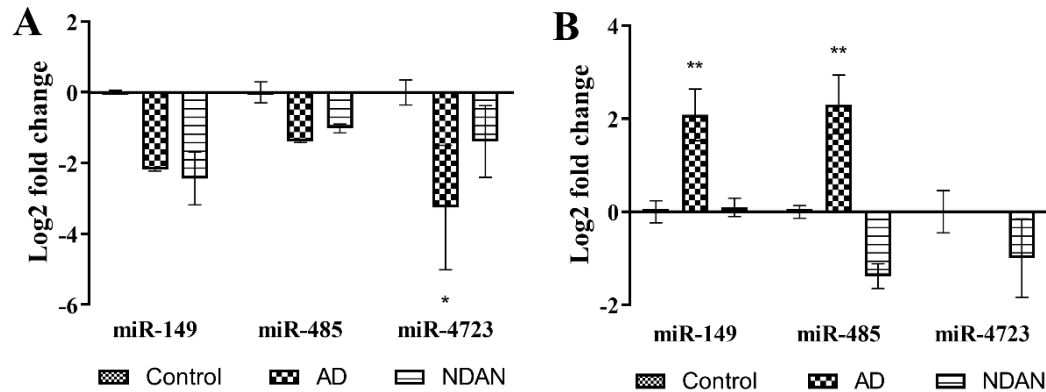 A
Log2 fold change
2
0
-2
-4
-6
*
miR-149 miR-485 miR-4723
Control AD NDAN
B
Log2 fold change
4
2
0
-2
** **
miR-149 miR-485 miR-4723
Control AD NDAN